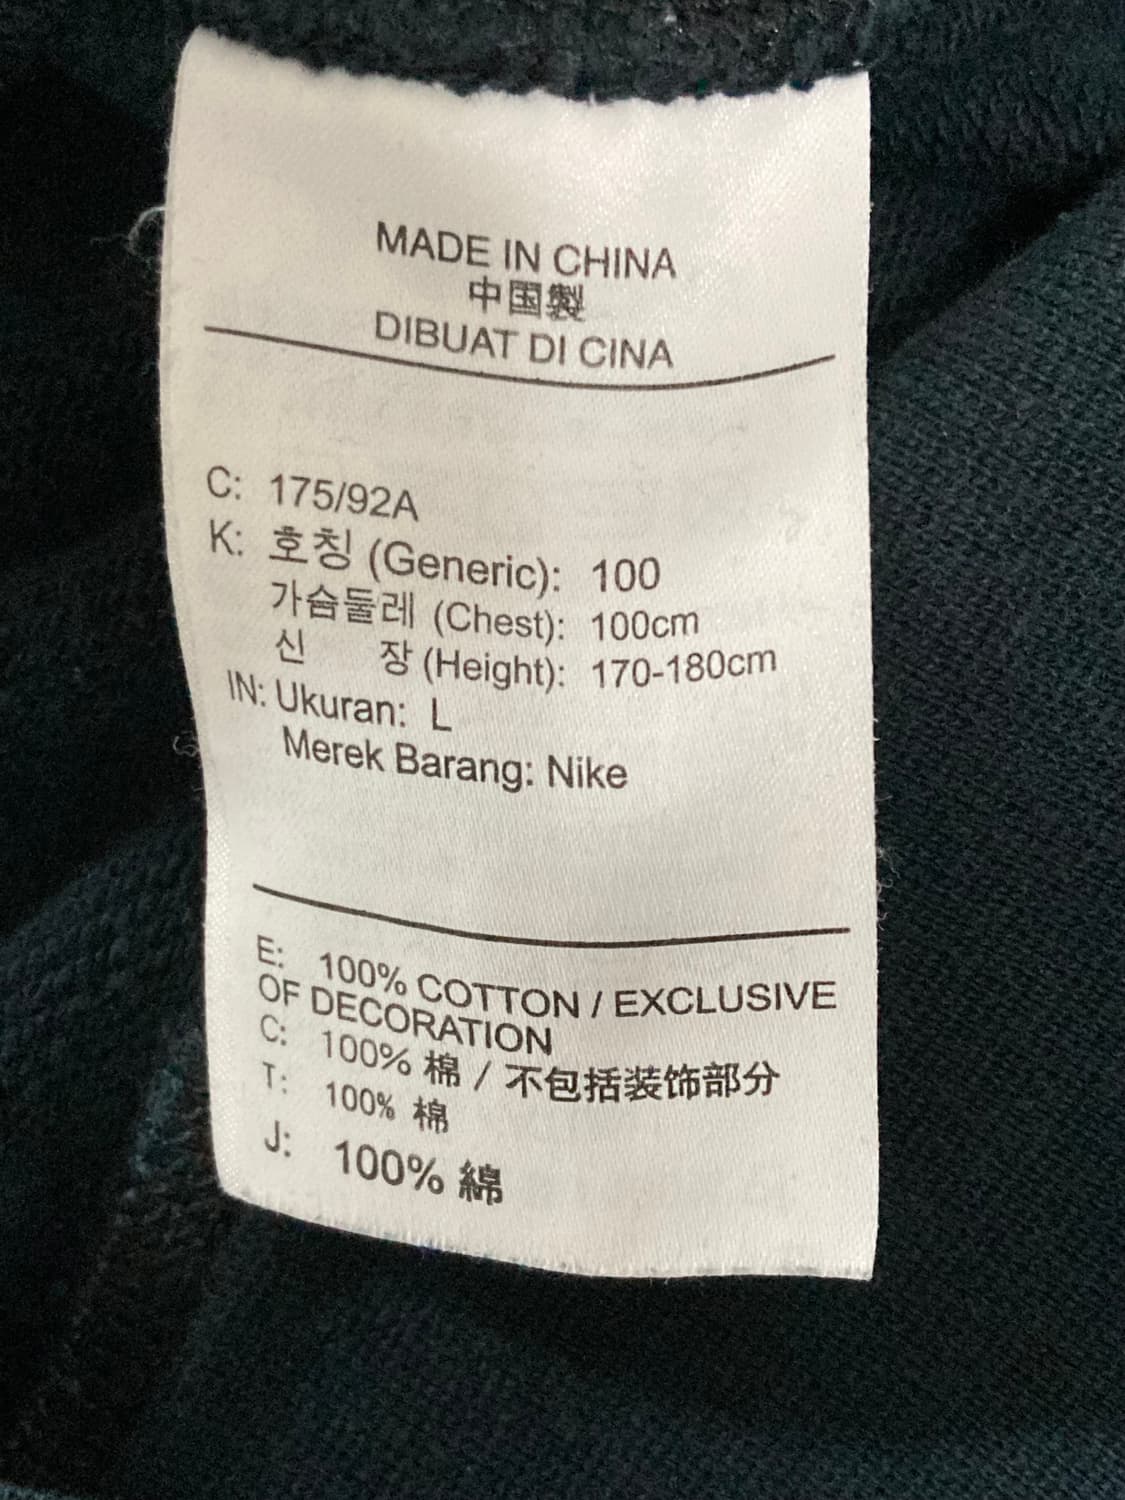 MADE IN CHINA
中国製
DIBUAT DI CINA
C: 175/92A
K: 호칭 (Generic): 100
가슴둘레 (Chest): 100cm
신 장 (Height): 170-180cm
IN: Ukuran: L
Merek Barang: Nike
E: 100% COTTON / EXCLUSIVE
OF DECORATION
C: 100% 棉 / 不包括装饰部分
T: 100% 棉
J: 100% 綿